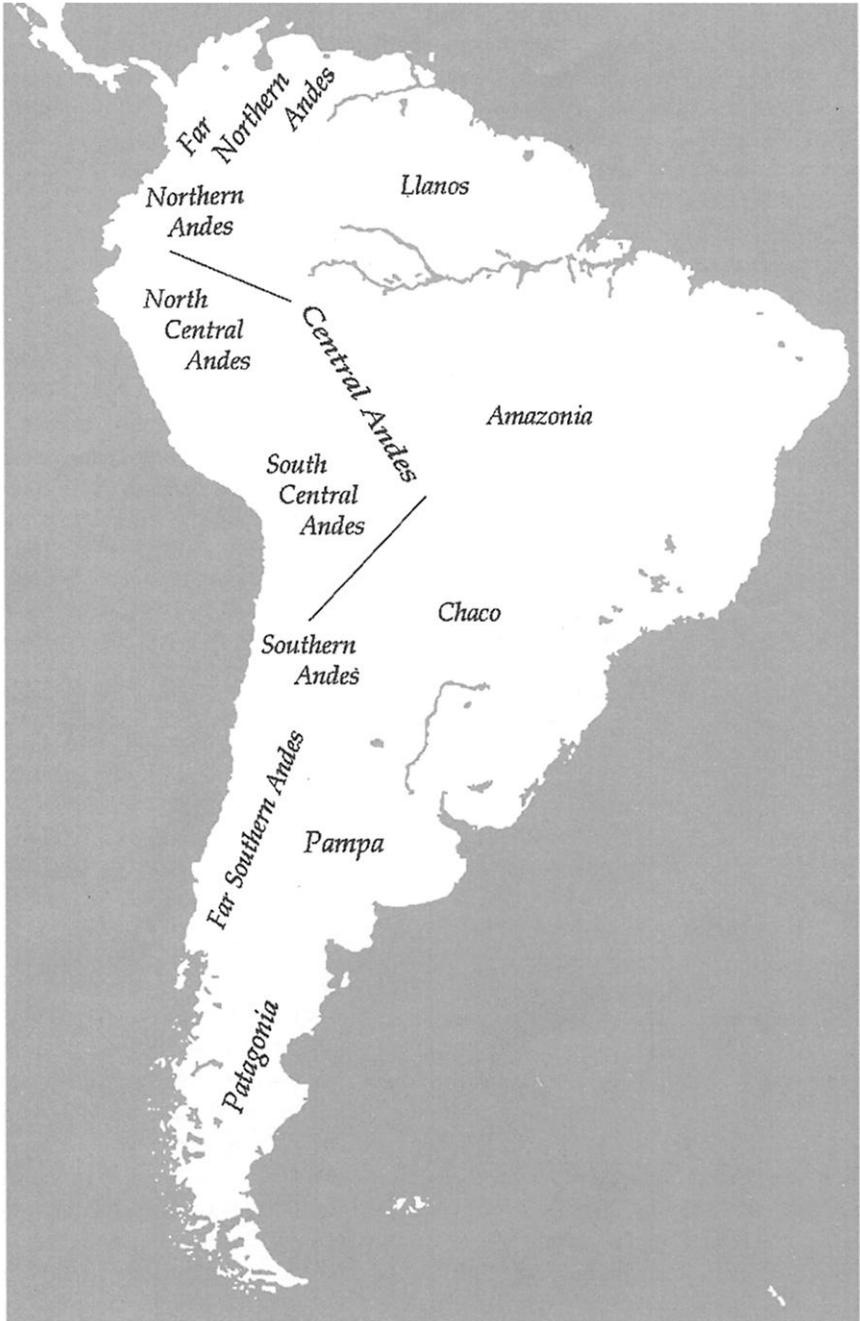 Far
Northern
Andes
Northern
Andes
Llanos
North
Central
Andes
Central Andes
Amazonia
South
Central
Andes
Chaco
Southern
Andes
Far Southern Andes
Pampa
Patagonia